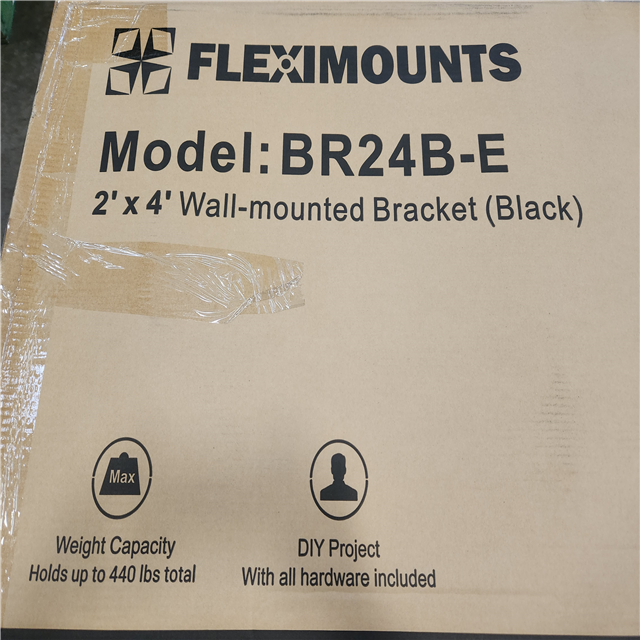 FLEXIMOUNTS
Model: BR24B-E
2' x 4' Wall-mounted Bracket (Black)
Max
Weight Capacity
Holds up to 440 lbs total
DIY Project
With all hardware included